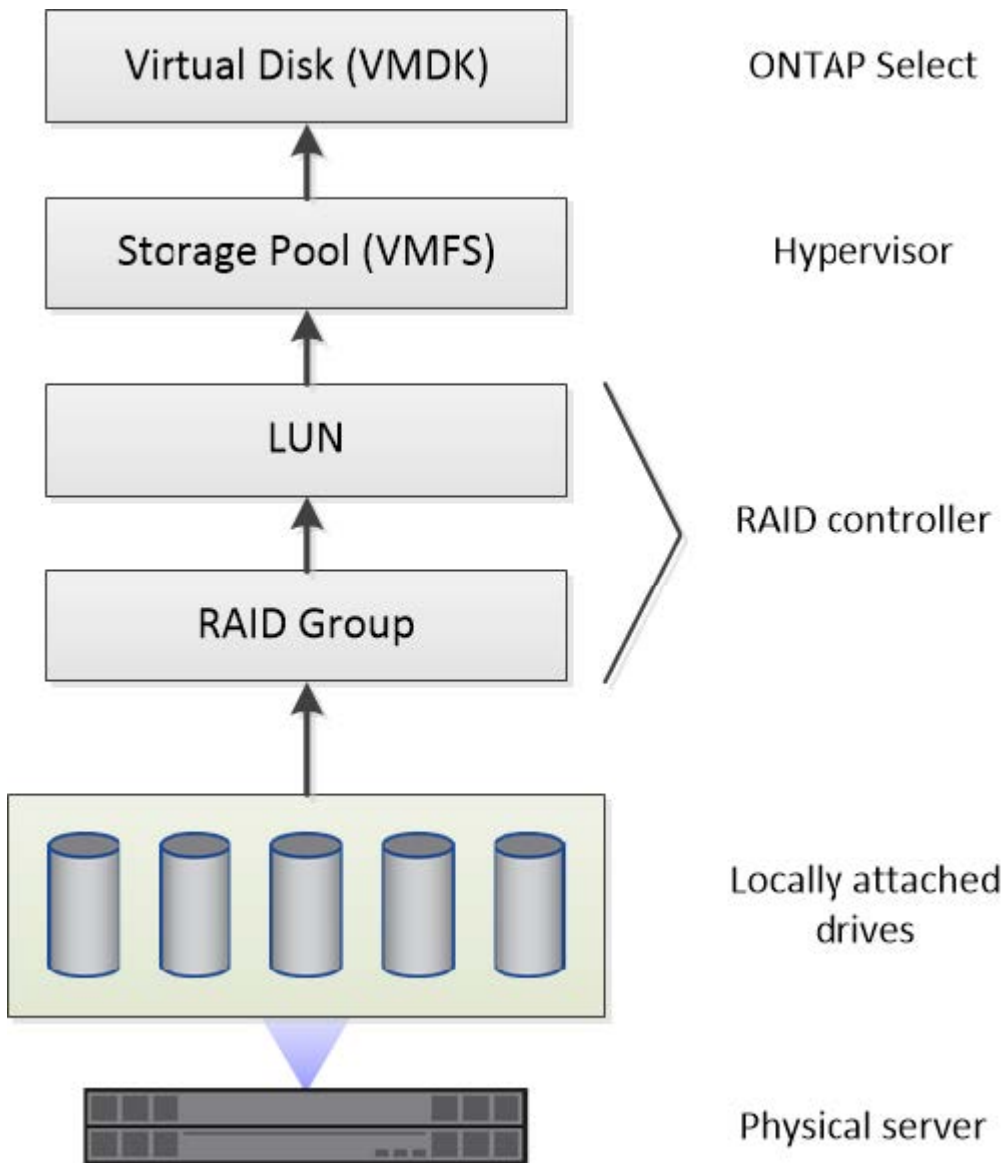 Virtual Disk (VMDK)
ONTAP Select
Storage Pool (VMFS)
Hypervisor
LUN
RAID controller
RAID Group
Locally attached
drives
Physical server